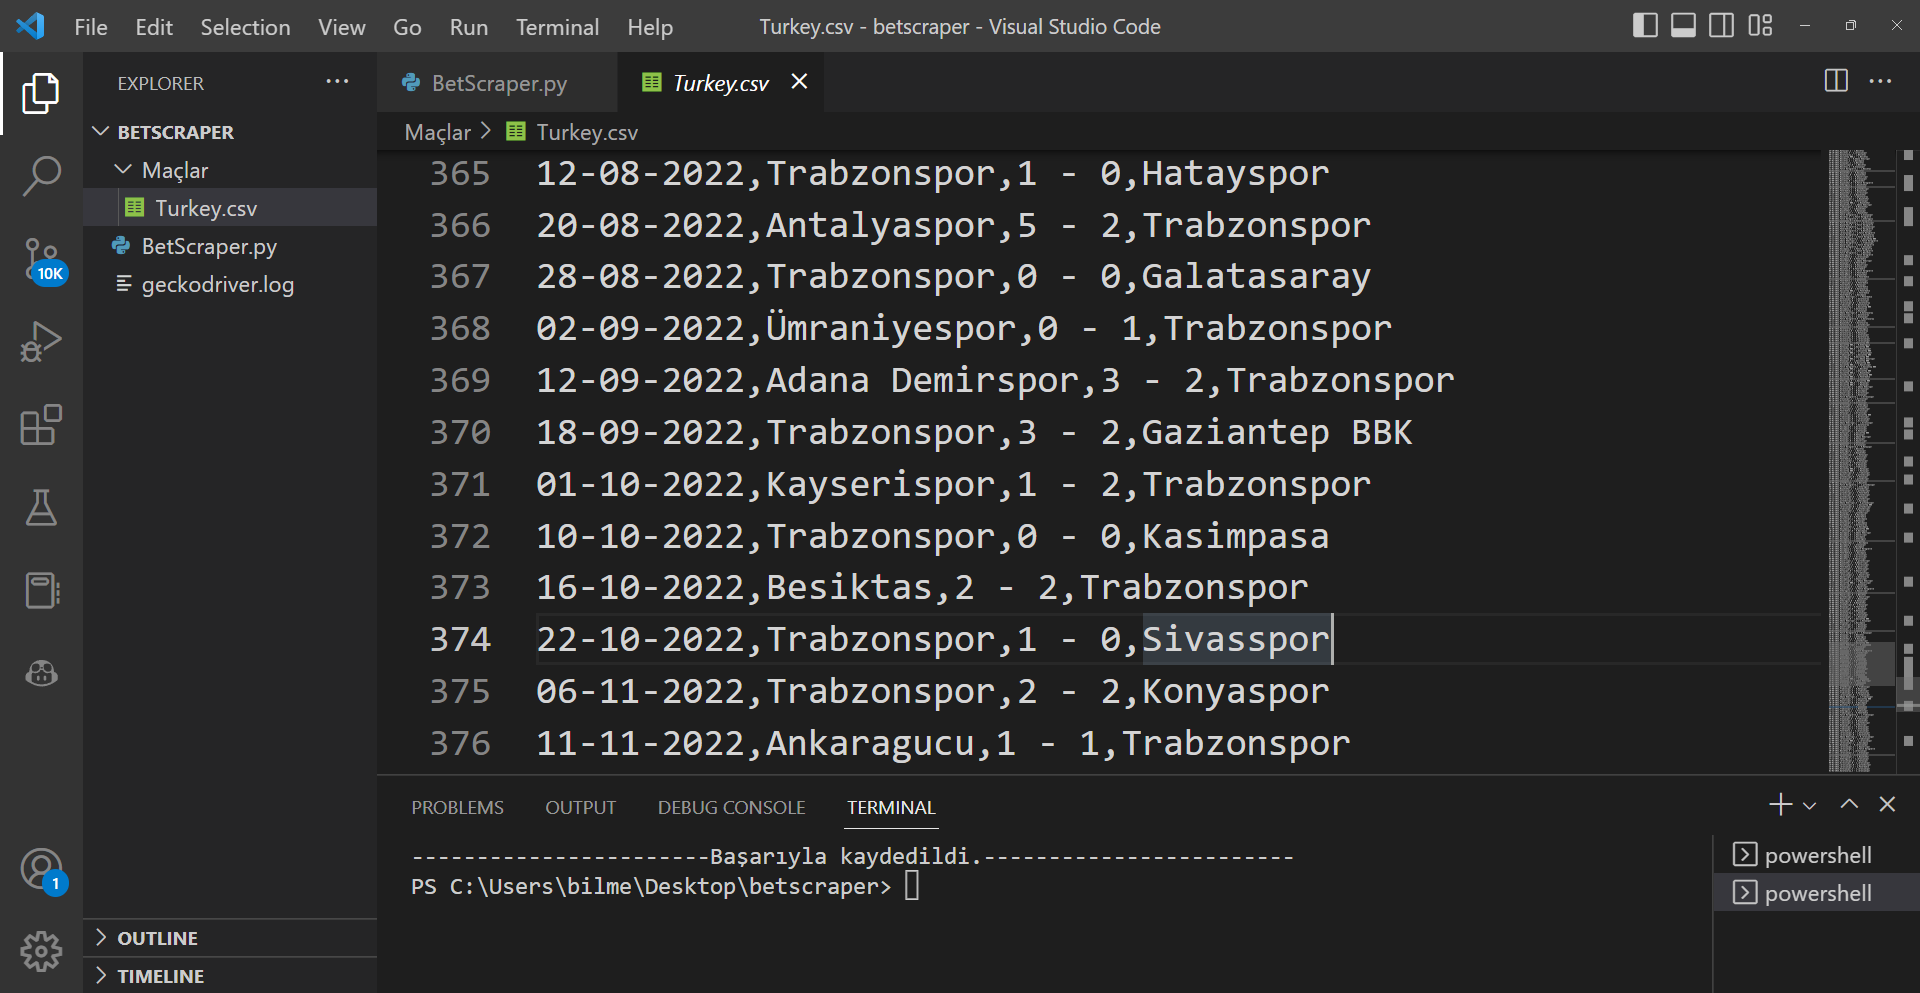 File Edit Selection View Go Run Terminal Help Turkey.csv - betscraper - Visual Studio Code
EXPLORER
BetScraper.py Turkey.csv
BETSCRAPER
Maçlar
Turkey.csv
BetScraper.py
geckodriver.log
10K
1
OUTLINE
TIMELINE
Maçlar Turkey.csv
365 12-08-2022,Trabzonspor,1 - 0,Hatayspor
366 20-08-2022,Antalyaspor,5 - 2,Trabzonspor
367 28-08-2022,Trabzonspor,0 - 0,Galatasaray
368 02-09-2022,Ümraniyespor,0 - 1,Trabzonspor
369 12-09-2022,Adana Demirspor,3 - 2,Trabzonspor
370 18-09-2022,Trabzonspor,3 - 2,Gaziantep BBK
371 01-10-2022,Kayserispor,1 - 2,Trabzonspor
372 10-10-2022,Trabzonspor,0 - 0,Kasimpasa
373 16-10-2022,Besiktas,2 - 2,Trabzonspor
374 22-10-2022,Trabzonspor,1 - 0,Sivasspor
375 06-11-2022,Trabzonspor,2 - 2,Konyaspor
376 11-11-2022,Ankaragucu,1 - 1,Trabzonspor
PROBLEMS OUTPUT DEBUG CONSOLE TERMINAL
-----------------------Başarıyla kaydedildi.------------------------
PS C:\Users\bilme\Desktop\betscraper>
powershell
powershell